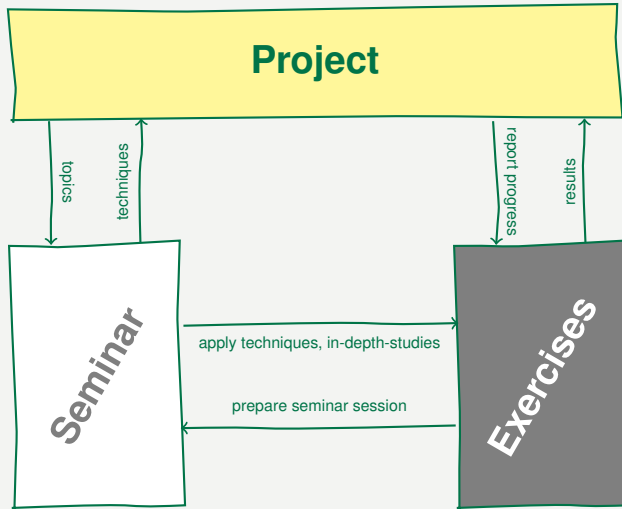 Project
topics
techniques
report progress
results
Seminar
apply techniques, in-depth-studies
prepare seminar session
Exercises